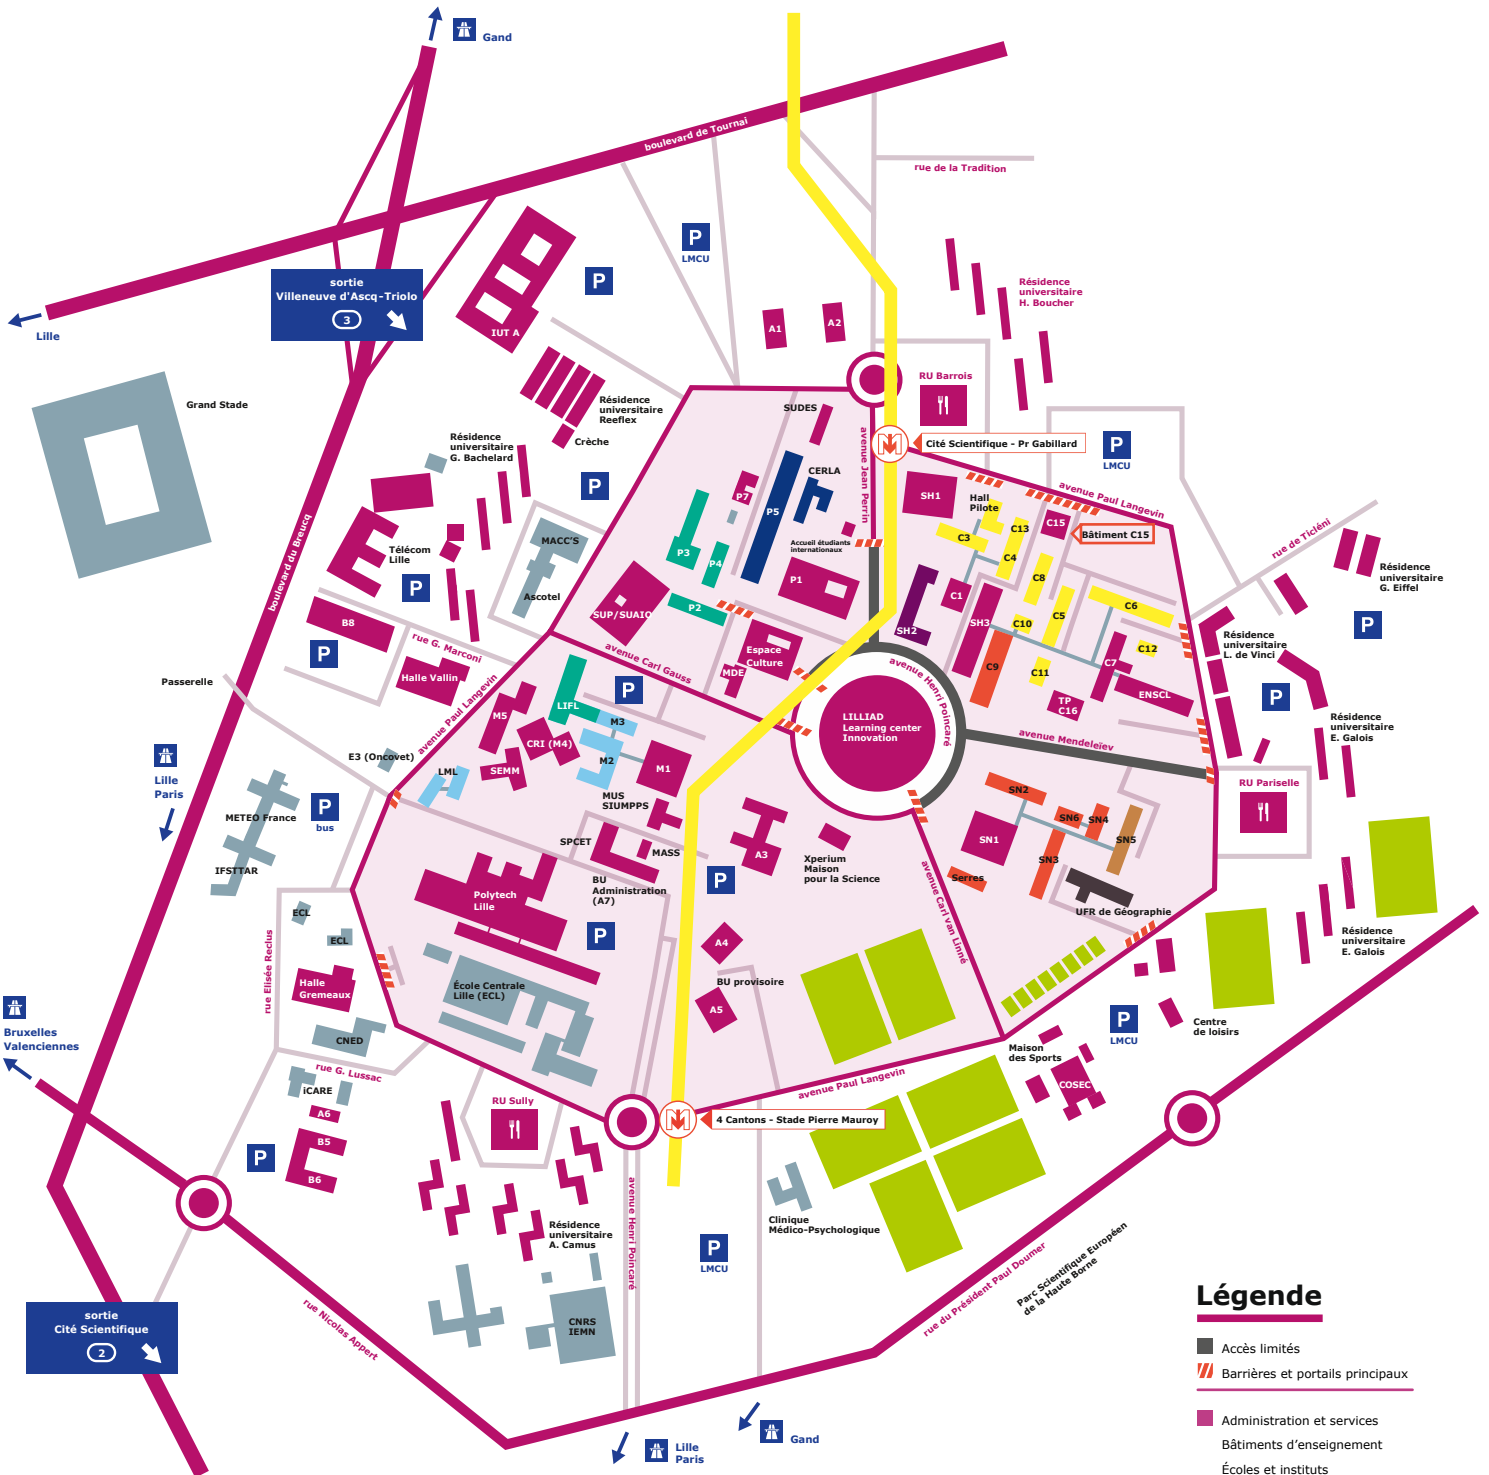 Gand
boulevard de Tournai
rue de la Tradition
P
LMCU
sortie
Villeneuve d'Ascq-Triolo
3
P
Lille
IUT A
A1
A2
Résidence
universitaire
H. Boucher
RU Barrois
Grand Stade
Résidence
universitaire
Reeflex
Crèche
SUDES
Cité Scientifique - Pr Gabillard
P
LMCU
Résidence
universitaire
G. Bachelard
P
avenue Jean Perrin
avenue Paul Langevin
CERLA
P7
P5
SH1
Hall
Pilote
C15
Bâtiment C15
C13
C3
C4
boulevard du Breucq
Télécom
Lille
P
MACC'S
Ascotel
P3
P4
P2
Accueil étudiants
internationaux
P1
SUP/SUAIO
SH2
C1
SH3
C8
C5
C6
C10
C9
C11
C7
C12
TP
C16
ENSCL
rue de Ticléni
Résidence
universitaire
G. Eiffel
P
Résidence
universitaire
L. de Vinci
P
Résidence
universitaire
E. Galois
B8
P
rue G. Marconi
Halle Vallin
Passerelle
avenue Carl Gauss
Espace
Culture
MDE
avenue Henri Poincaré
avenue Mendeleïev
LILLIAD
Learning center
Innovation
avenue Paul Langevin
P
LIFL
M5
M3
CRI (M4)
M2
M1
SEMM
E3 (Oncovet)
LML
MUS
SIUMPPS
Lille
Paris
METEO France
P
bus
IFSTTAR
SPCET
MASS
BU
Administration
(A7)
A3
Xperium
Maison
pour la Science
P
SN2
SN6
SN4
SN1
SN3
SN5
Serres
UFR de Géographie
RU Pariselle
Polytech
Lille
P
ECL
ECL
rue Elisée Reclus
Halle
Gremeaux
CNED
rue G. Lussac
École Centrale
Lille (ECL)
A4
BU provisoire
A5
avenue Carl van Linné
Résidence
universitaire
E. Galois
Bruxelles
Valenciennes
P
LMCU
Centre
de loisirs
Maison
des Sports
COSEC
avenue Paul Langevin
iCARE
A6
B5
B6
P
RU Sully
4 Cantons - Stade Pierre Mauroy
Clinique
Médico-Psychologique
Résidence
universitaire
A. Camus
avenue Henri Poincaré
P
LMCU
rue du Président Paul Doumer
Parc Scientifique Européen
de la Haute Borne
CNRS
IEMN
rue Nicolas Appert
sortie
Cité Scientifique
2
Lille
Paris
Gand
Légende
Accès limités
Barrières et portails principaux
Administration et services
Bâtiments d’enseignement
Écoles et instituts